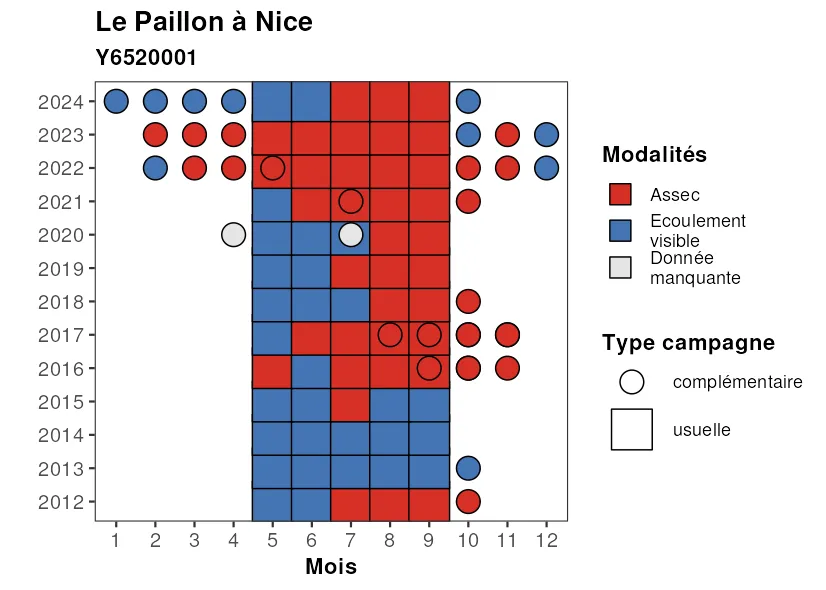 Le Paillon à Nice
Y6520001
2024
2023
2022
2021
2020
2019
2018
2017
2016
2015
2014
2013
2012
1 2 3 4 5 6 7 8 9 10 11 12
Mois
Modalités
Assec
Ecoulement
visible
Donnée
manquante
Type campagne
complémentaire
usuelle